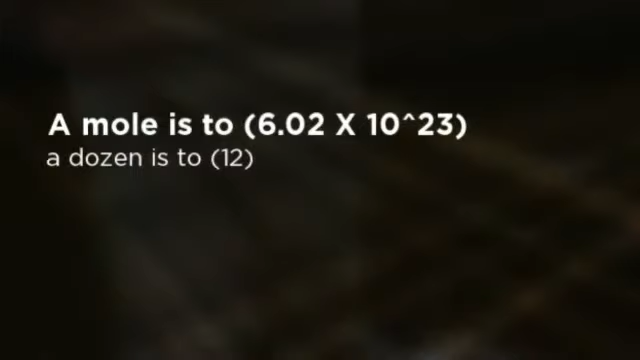 A mole is to (6.02 X 10^23)
a dozen is to (12)